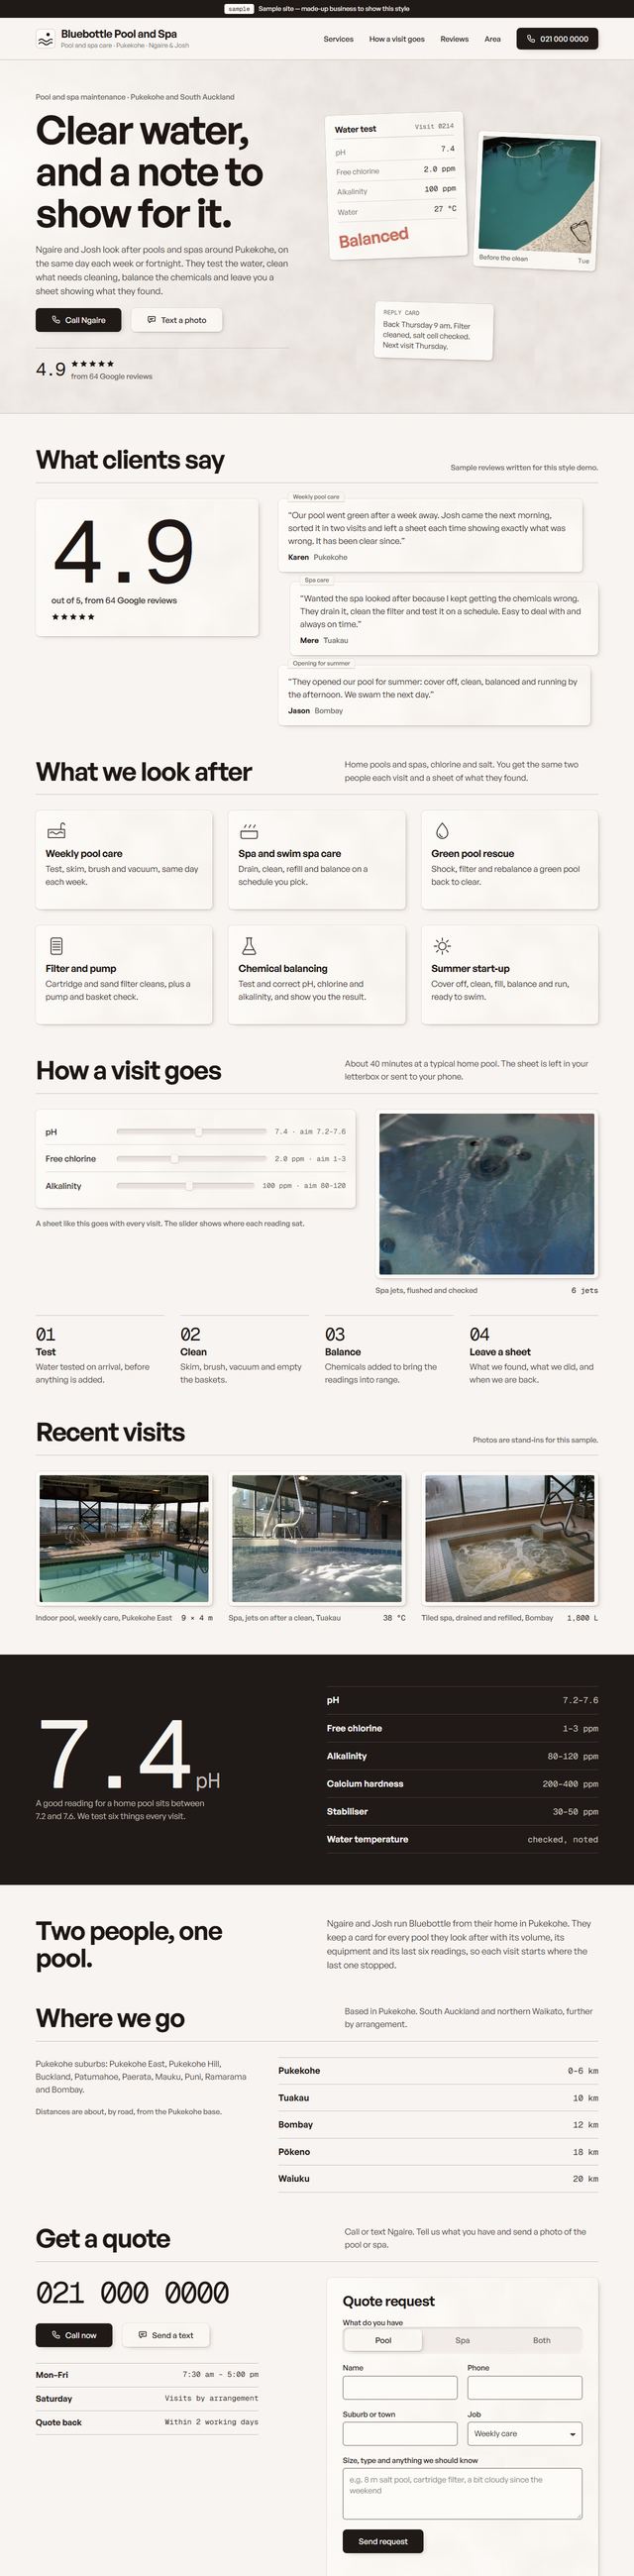 sample Sample site — made-up business to show this style
Bluebottle Pool and Spa
Pool and spa care · Pukekohe · Ngaire & Josh
Services How a visit goes Reviews Area 021 000 0000
Pool and spa maintenance · Pukekohe and South Auckland
Clear water,
and a note to
show for it.
Ngaire and Josh look after pools and spas around Pukekohe, on
the same day each week or fortnight. They test the water, clean
what needs cleaning, balance the chemicals and leave you a
sheet showing what they found.
Call Ngaire Text a photo
4.9 ★★★★★
from 64 Google reviews
Water test Visit 0214
pH 7.4
Free chlorine 2.0 ppm
Alkalinity 100 ppm
Water 27 °C
Balanced
Before the clean Tue
REPLY CARD
Back Thursday 9 am. Filter
cleaned, salt cell checked.
Next visit Thursday.
What clients say
Sample reviews written for this style demo.
4.9
out of 5, from 64 Google reviews
★★★★★
Weekly pool care
“Our pool went green after a week away. Josh came the next morning,
sorted it in two visits and left a sheet each time showing exactly what was
wrong. It has been clear since.”
Karen Pukekohe
Spa care
“Wanted the spa looked after because I kept getting the chemicals wrong.
They drain it, clean the filter and test it on a schedule. Easy to deal with and
always on time.”
Mere Tuakau
Opening for summer
“They opened our pool for summer: cover off, clean, balanced and running by
the afternoon. We swam the next day.”
Jason Bombay
What we look after
Home pools and spas, chlorine and salt. You get the same two
people each visit and a sheet of what they found.
Weekly pool care
Test, skim, brush and vacuum, same day
each week.
Spa and swim spa care
Drain, clean, refill and balance on a
schedule you pick.
Green pool rescue
Shock, filter and rebalance a green pool
back to clear.
Filter and pump
Cartridge and sand filter cleans, plus a
pump and basket check.
Chemical balancing
Test and correct pH, chlorine and
alkalinity, and show you the result.
Summer start-up
Cover off, clean, fill, balance and run,
ready to swim.
How a visit goes
About 40 minutes at a typical home pool. The sheet is left in your
letterbox or sent to your phone.
pH 7.4 · aim 7.2–7.6
Free chlorine 2.0 ppm · aim 1–3
Alkalinity 100 ppm · aim 80–120
A sheet like this goes with every visit. The slider shows where each reading sat.
Spa jets, flushed and checked 6 jets
01
Test
Water tested on arrival, before
anything is added.
02
Clean
Skim, brush, vacuum and empty
the baskets.
03
Balance
Chemicals added to bring the
readings into range.
04
Leave a sheet
What we found, what we did, and
when we are back.
Recent visits
Photos are stand-ins for this sample.
Indoor pool, weekly care, Pukekohe East 9 × 4 m
Spa, jets on after a clean, Tuakau 38 °C
Tiled spa, drained and refilled, Bombay 1,800 L
7.4 pH
A good reading for a home pool sits between
7.2 and 7.6. We test six things every visit.
pH 7.2–7.6
Free chlorine 1–3 ppm
Alkalinity 80–120 ppm
Calcium hardness 200–400 ppm
Stabiliser 30–50 ppm
Water temperature checked, noted
Two people, one
pool.
Ngaire and Josh run Bluebottle from their home in Pukekohe. They
keep a card for every pool they look after with its volume, its
equipment and its last six readings, so each visit starts where the
last one stopped.
Where we go
Based in Pukekohe. South Auckland and northern Waikato, further
by arrangement.
Pukekohe suburbs: Pukekohe East, Pukekohe Hill,
Buckland, Patumahoe, Paerata, Mauku, Puni, Ramarama
and Bombay.
Distances are about, by road, from the Pukekohe base.
Pukekohe 0–6 km
Tuakau 10 km
Bombay 12 km
Pōkeno 18 km
Waiuku 20 km
Get a quote
Call or text Ngaire. Tell us what you have and send a photo of the
pool or spa.
021 000 0000
Call now Send a text
Mon–Fri 7:30 am – 5:00 pm
Saturday Visits by arrangement
Quote back Within 2 working days
Quote request
What do you have
Pool Spa Both
Name Phone
Suburb or town Job
Weekly care
Size, type and anything we should know
e.g. 8 m salt pool, cartridge filter, a bit cloudy since the
weekend
Send request